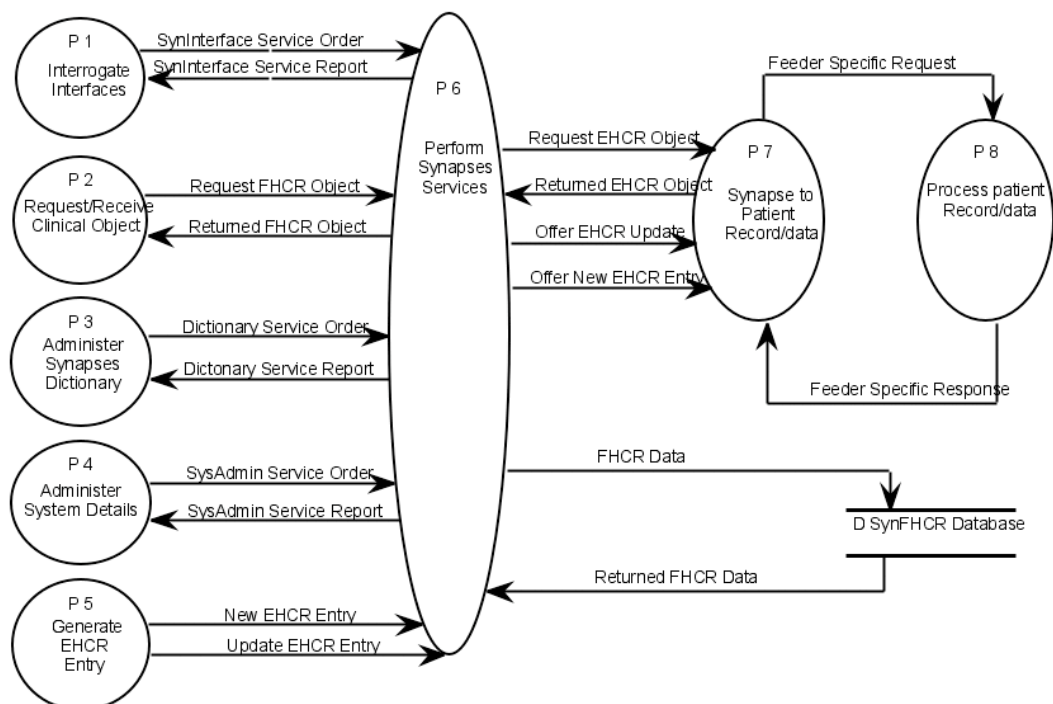 P 1
Interrogate
Interfaces
SynInterface Service Order
SynInterface Service Report
P 2
Request/Receive
Clinical Object
Request FHCR Object
Returned FHCR Object
P 3
Administer
Synapses
Dictionary
Dictionary Service Order
Dictonary Service Report
P 4
Administer
System Details
SysAdmin Service Order
SysAdmin Service Report
P 5
Generate
EHCR
Entry
New EHCR Entry
Update EHCR Entry
P 6
Perform
Synapses
Services
Request EHCR Object
Returned EHCR Object
Offer EHCR Update
Offer New EHCR Entry
P 7
Synapse to
Patient
Record/data
Feeder Specific Request
P 8
Process patient
Record/data
Feeder Specific Response
FHCR Data
D SynFHCR Database
Returned FHCR Data